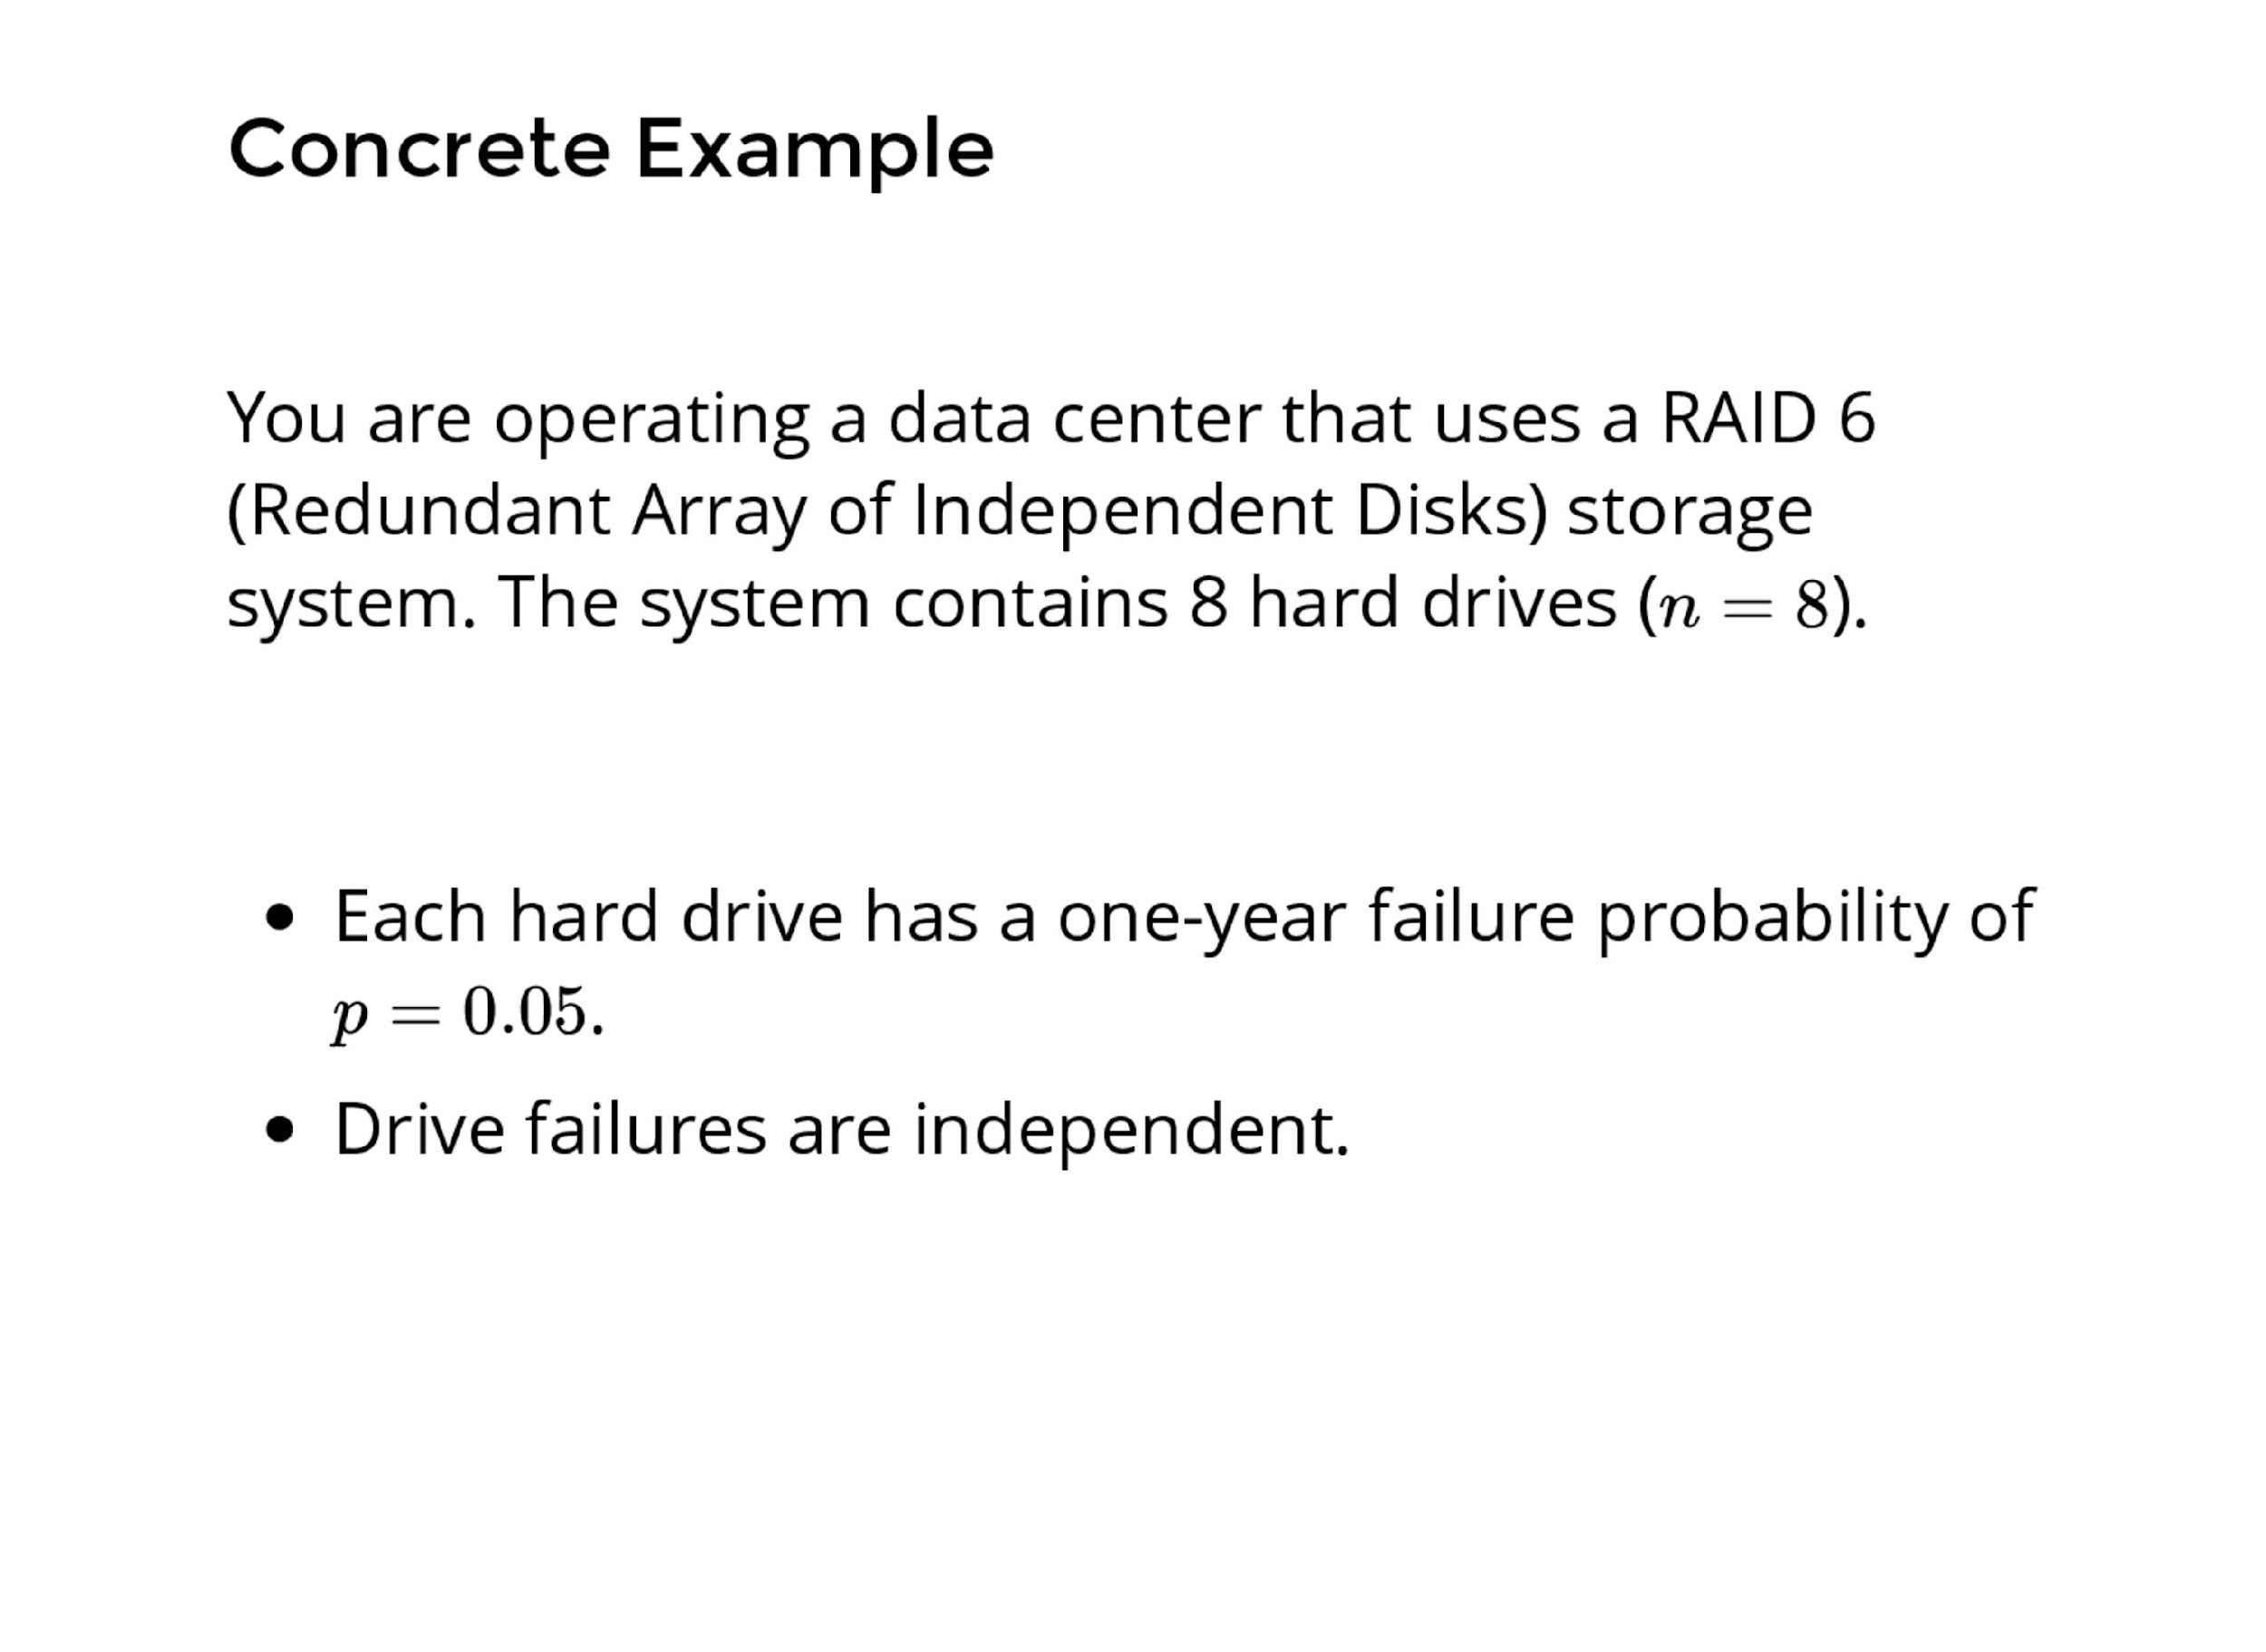 Concrete Example
You are operating a data center that uses a RAID 6
(Redundant Array of Independent Disks) storage
system. The system contains 8 hard drives (n = 8).
• Each hard drive has a one-year failure probability of
p = 0.05.
• Drive failures are independent.